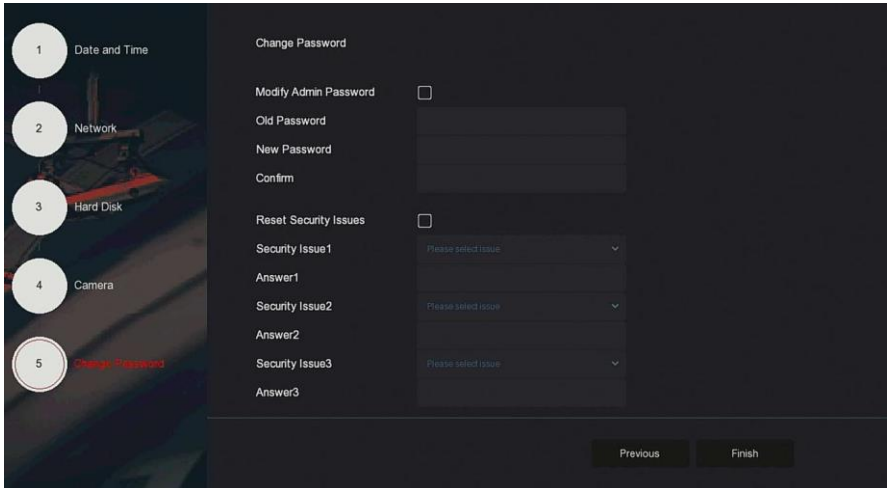 1 Date and Time
2 Network
3 Hard Disk
4 Camera
5 Change Password
Change Password
Modify Admin Password
Old Password
New Password
Confirm
Reset Security Issues
Security Issue1 Please select issue
Answer1
Security Issue2 Please select issue
Answer2
Security Issue3 Please select issue
Answer3
Previous Finish